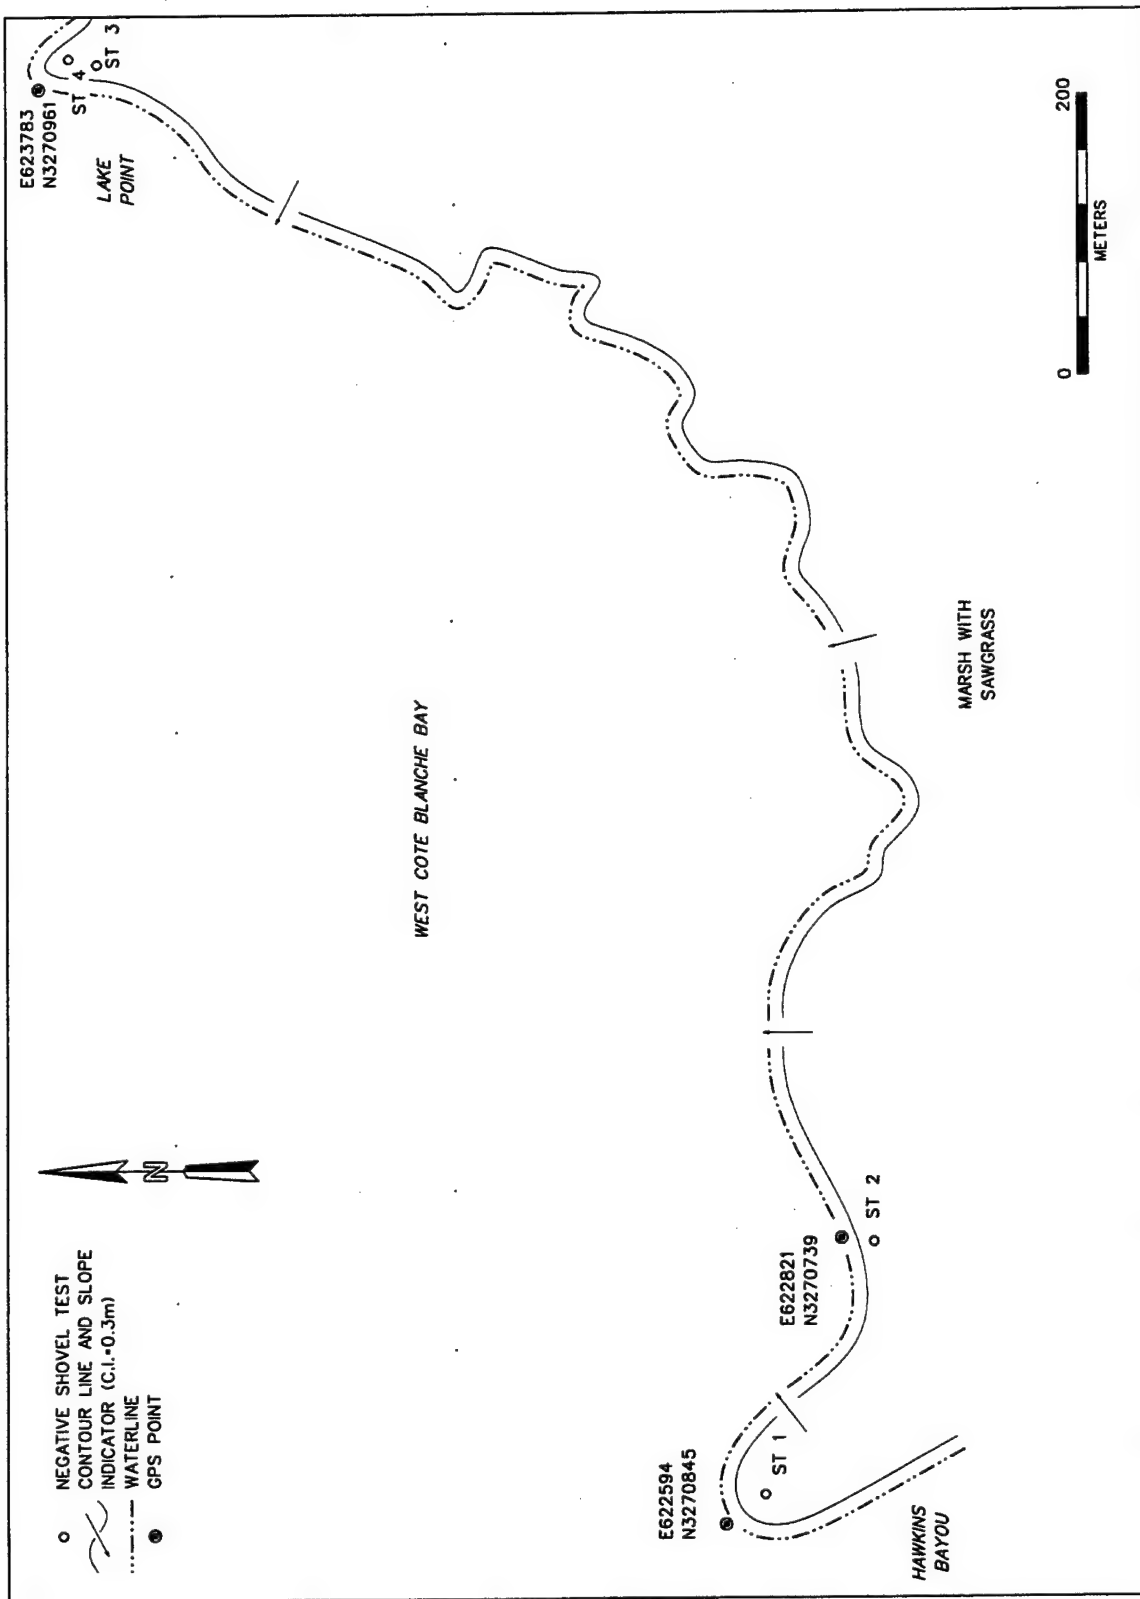 NEGATIVE SHOVEL TEST
CONTOUR LINE AND SLOPE
INDICATOR (C.I.=0.3m)
WATERLINE
GPS POINT
N
E623783
N3270961
LAKE
POINT
ST 4
ST 3
WEST COTE BLANCHE BAY
E622594
N3270845
ST 1
E622821
N3270739
ST 2
HAWKINS
BAYOU
MARSH WITH
SAWGRASS
0
200
METERS